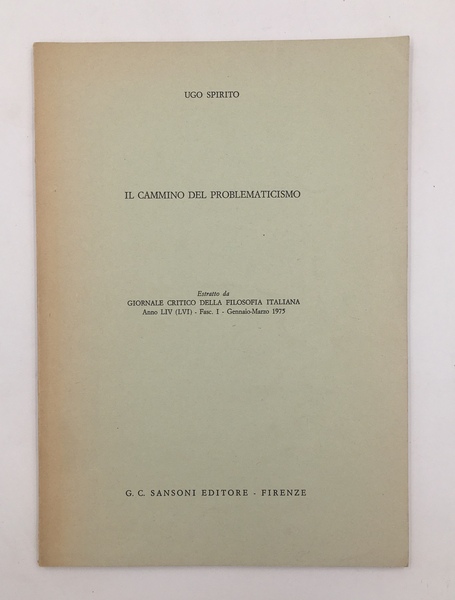 UGO SPIRITO
IL CAMMINO DEL PROBLEMATICISMO
Estratto da
GIORNALE CRITICO DELLA FILOSOFIA ITALIANA
Anno LIV (LVI) - Fasc. I - Gennaio-Marzo 1975
G. C. SANSONI EDITORE - FIRENZE